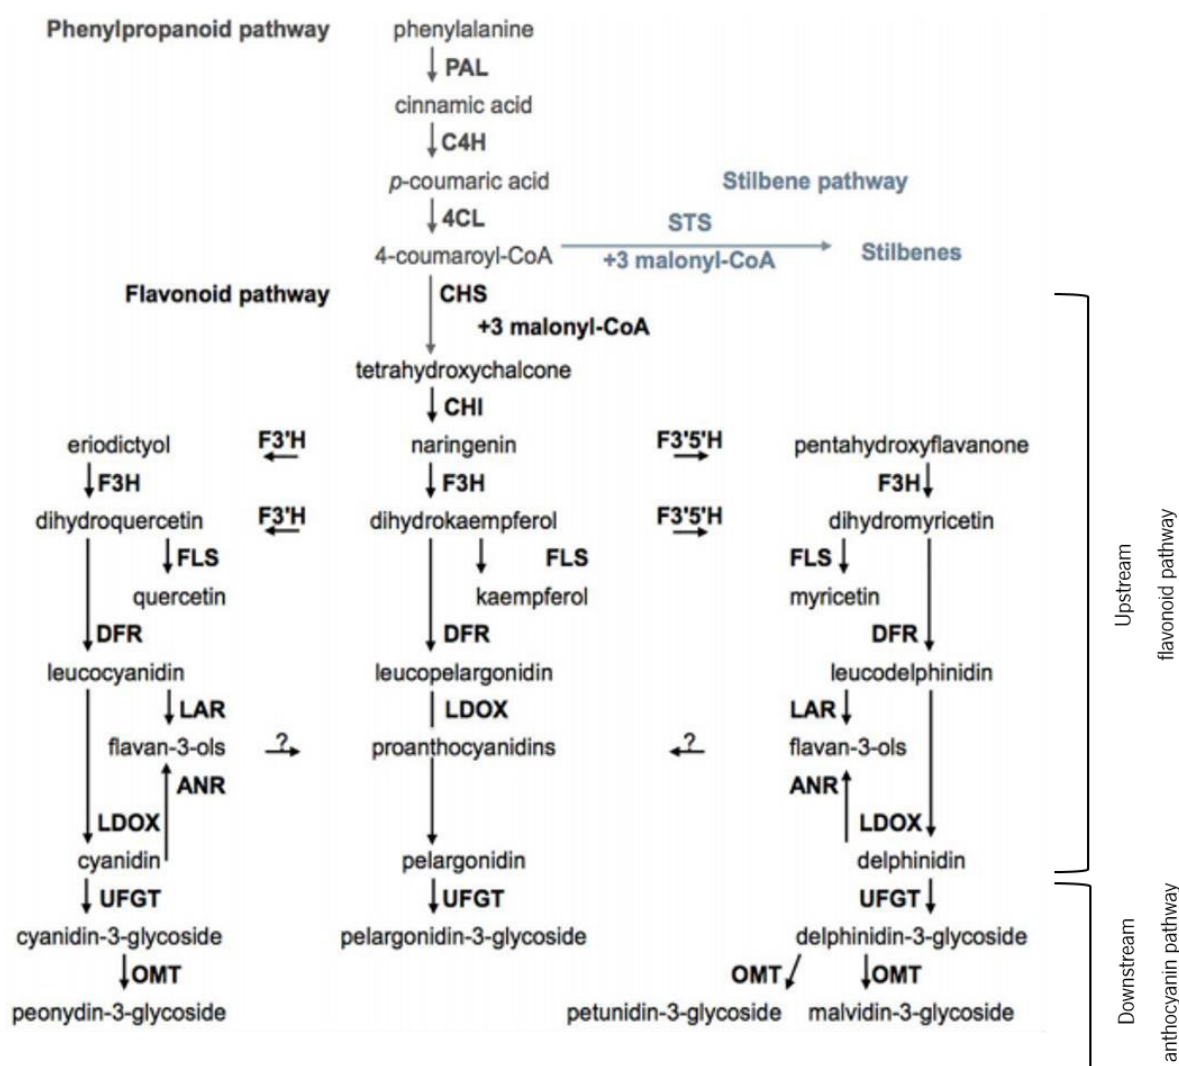 Phenylpropanoid pathway
phenylalanine
PAL
cinnamic acid
C4H
p-coumaric acid
Stilbene pathway
4CL
STS
4-coumaroyl-CoA
+3 malonyl-CoA
Stilbenes
Flavonoid pathway
CHS
+3 malonyl-CoA
tetrahydroxychalcone
CHI
eriodictyol
F3'H
naringenin
F3'5'H
pentahydroxyflavanone
F3H
F3H
F3H
dihydroquercetin
F3'H
dihydrokaempferol
F3'5'H
dihydromyricetin
FLS
FLS
FLS
quercetin
kaempferol
myricetin
DFR
DFR
DFR
leucocyanidin
leucopelargonidin
leucodelphinidin
LAR
LDOX
LAR
flavan-3-ols
?
proanthocyanidins
?
flavan-3-ols
ANR
ANR
LDOX
LDOX
cyanidin
pelargonidin
delphinidin
UFGT
UFGT
UFGT
cyanidin-3-glycoside
pelargonidin-3-glycoside
delphinidin-3-glycoside
OMT
OMT
OMT
peonydin-3-glycoside
petunidin-3-glycoside
malvidin-3-glycoside
Upstream
flavonoid pathway
Downstream
anthocyanin pathway